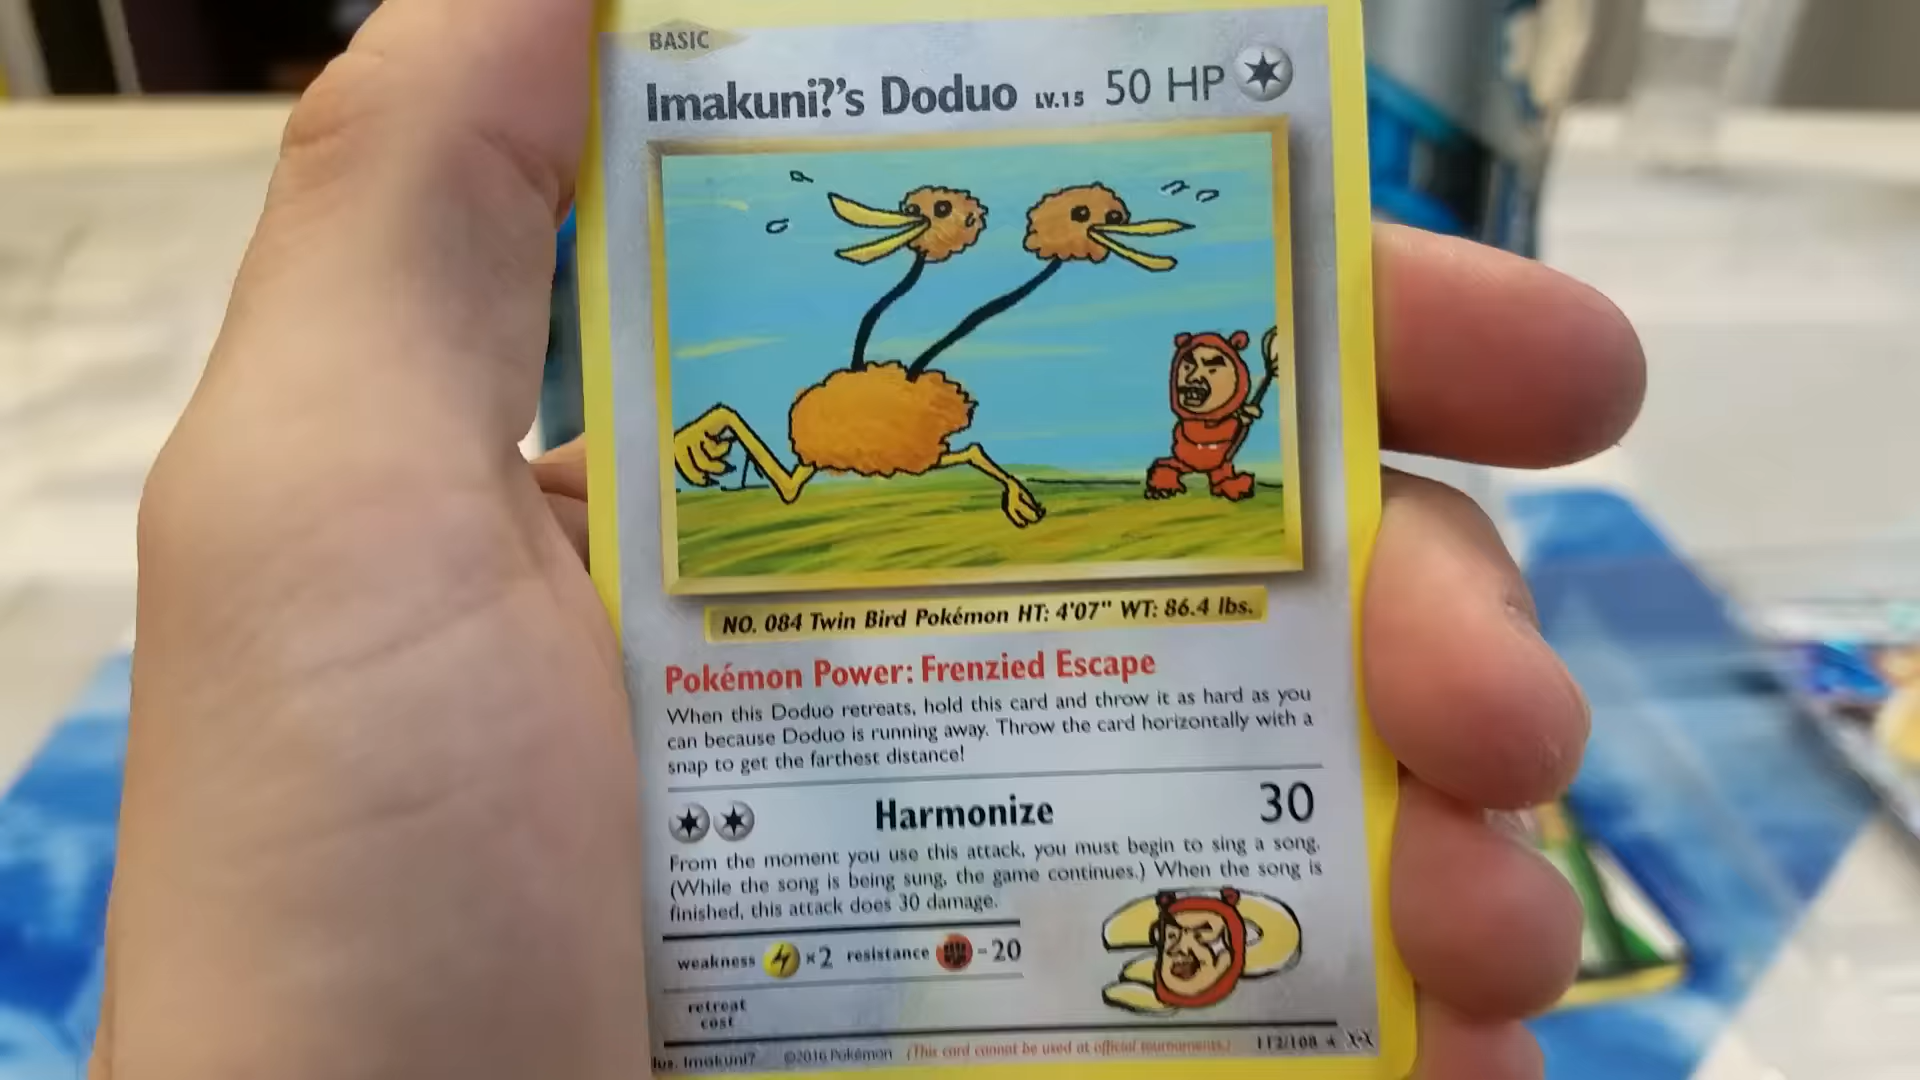 BASIC
Imakuni?'s Doduo LV.15 50 HP
NO. 084 Twin Bird Pokémon HT: 4'07" WT: 86.4 lbs.
Pokémon Power: Frenzied Escape
When this Doduo retreats, hold this card and throw it as hard as you
can because Doduo is running away. Throw the card horizontally with a
snap to get the farthest distance!
Harmonize 30
From the moment you use this attack, you must begin to sing a song.
(While the song is being sung, the game continues.) When the song is
finished, this attack does 30 damage.
weakness ×2 resistance -20
retreat
cost
llus. Imakuni? ©2016 Pokémon (This card cannot be used at official tournaments.) 112/108 ★